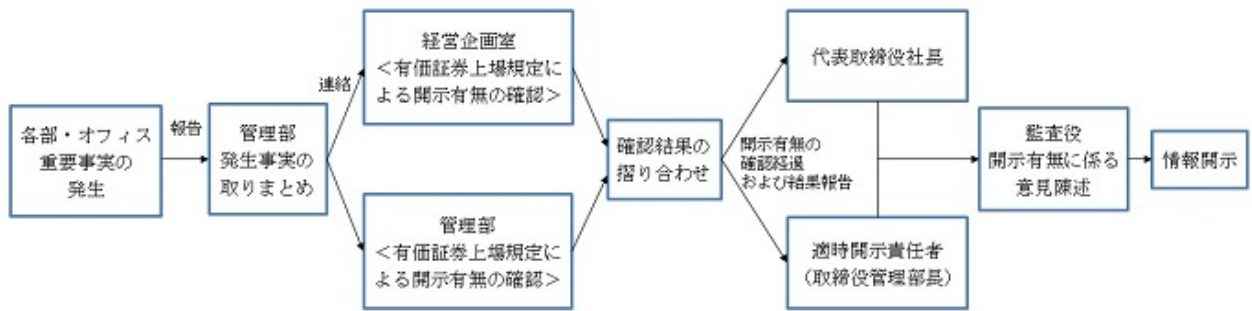 各部・オフィス
重要事実の
発生
報告
管理部
発生事実の
取りまとめ
連絡
経営企画室
＜有価証券上場規定に
よる開示有無の確認＞
管理部
＜有価証券上場規定に
よる開示有無の確認＞
確認結果の
摺り合わせ
開示有無の
確認経過
および結果報告
代表取締役社長
適時開示責任者
（取締役管理部長）
監査役
開示有無に係る
意見陳述
情報開示